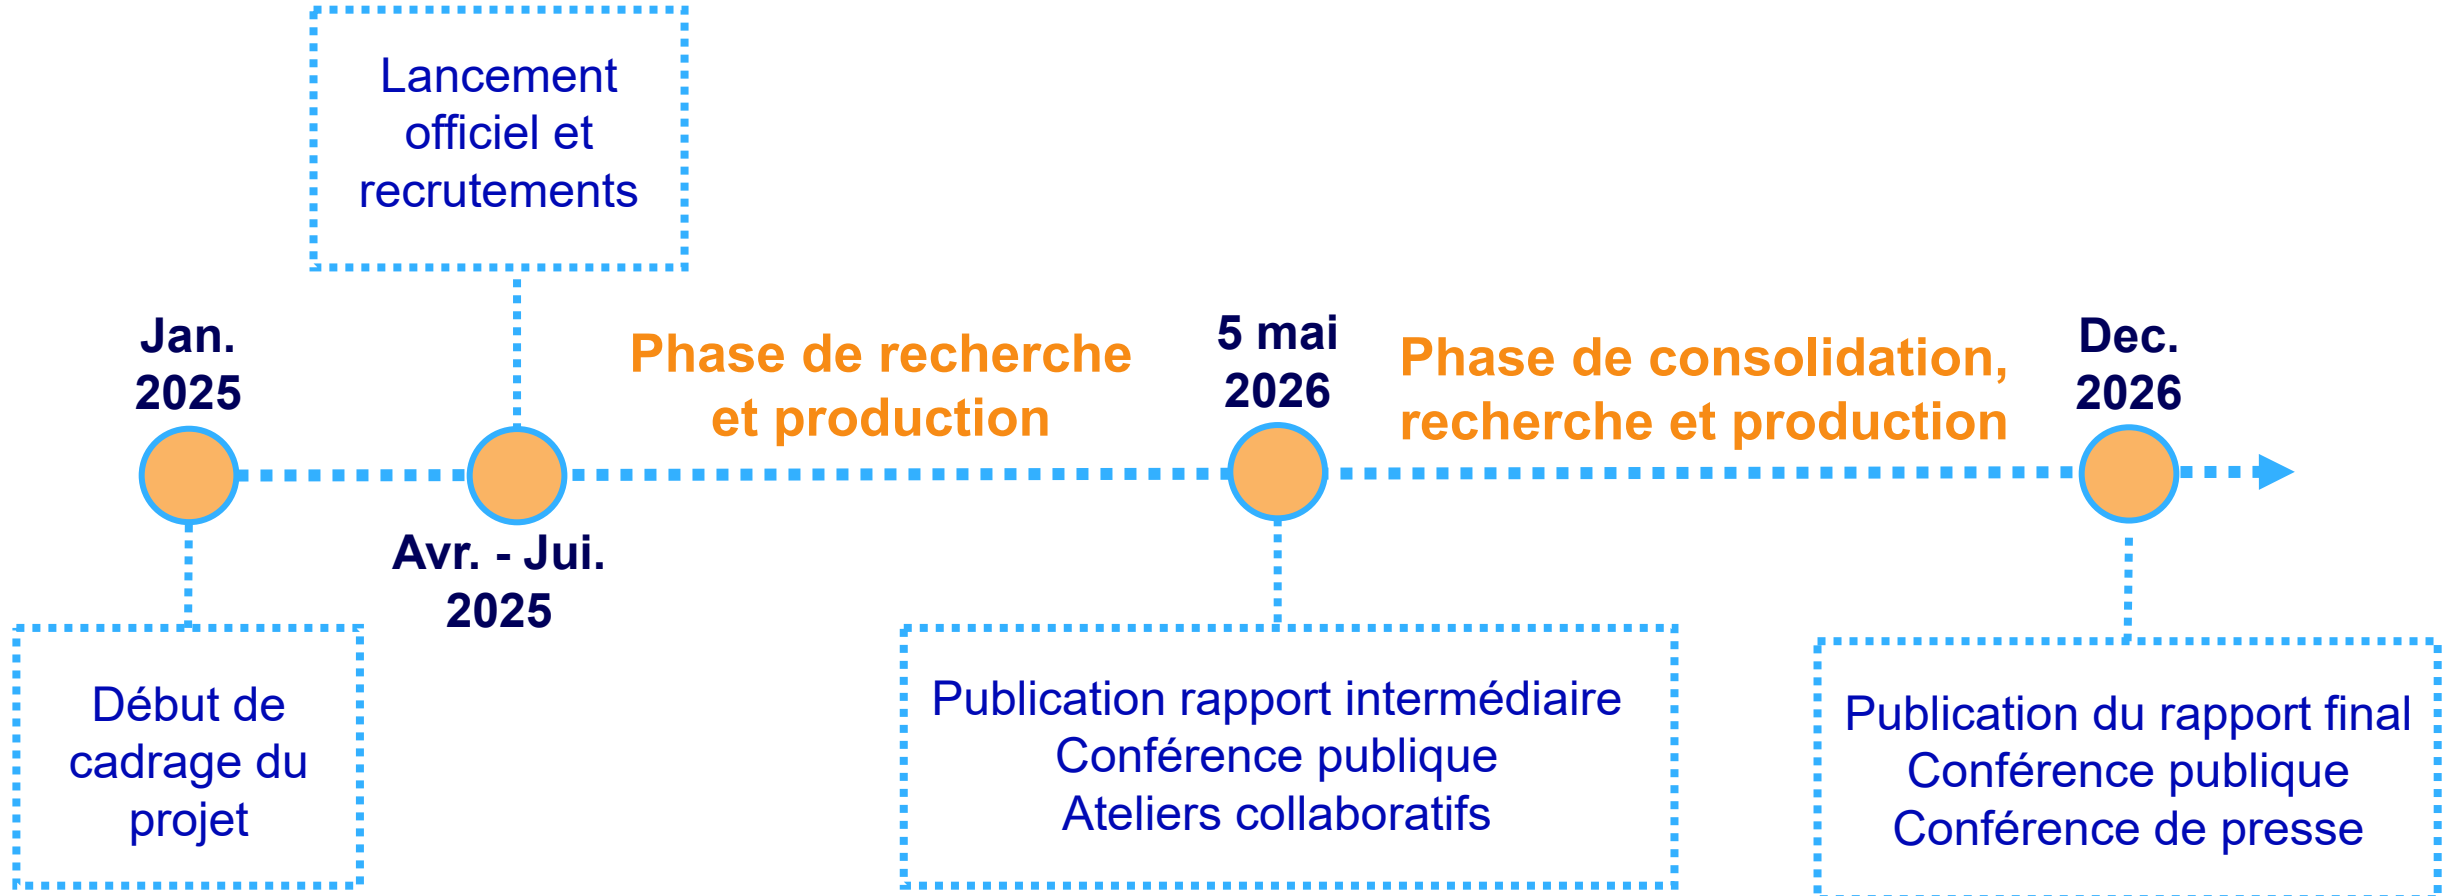 Lancement
officiel et
recrutements
Jan.
2025
Phase de recherche
et production
5 mai
2026
Phase de consolidation,
recherche et production
Dec.
2026
Avr. - Jui.
2025
Début de
cadrage du
projet
Publication rapport intermédiaire
Conférence publique
Ateliers collaboratifs
Publication du rapport final
Conférence publique
Conférence de presse